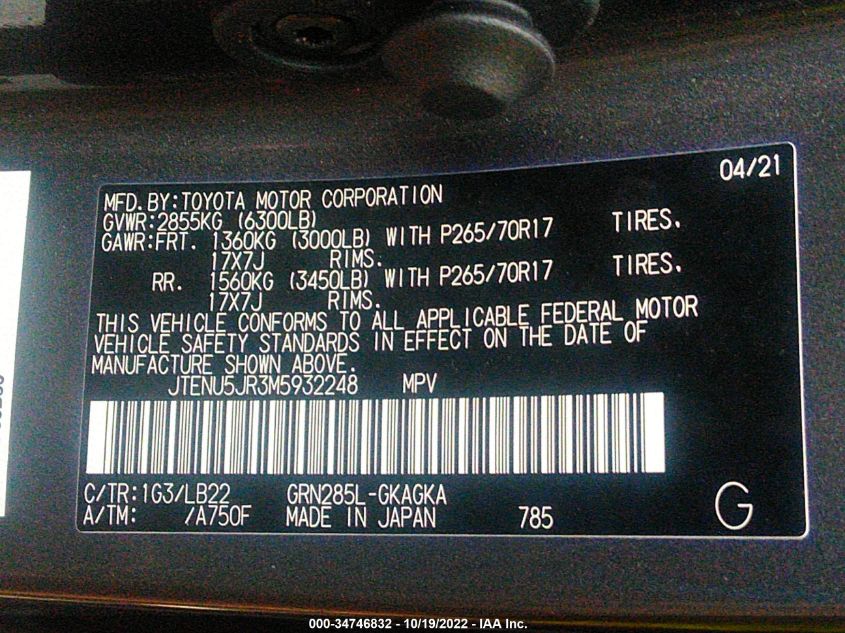 04/21
MFD. BY: TOYOTA MOTOR CORPORATION
GVWR: 2855KG (6300LB)
GAWR: FRT. 1360KG (3000LB) WITH P265/70R17 TIRES,
17X7J RIMS.
RR. 1560KG (3450LB) WITH P265/70R17 TIRES,
17X7J RIMS.
THIS VEHICLE CONFORMS TO ALL APPLICABLE FEDERAL MOTOR
VEHICLE SAFETY STANDARDS IN EFFECT ON THE DATE OF
MANUFACTURE SHOWN ABOVE.
JTENU5JR3M5932248 MPV
C/TR: 1G3/LB22 GRN285L-GKAGKA
A/TM: /A750F MADE IN JAPAN 785 G
000-34746832 - 10/19/2022 - IAA Inc.